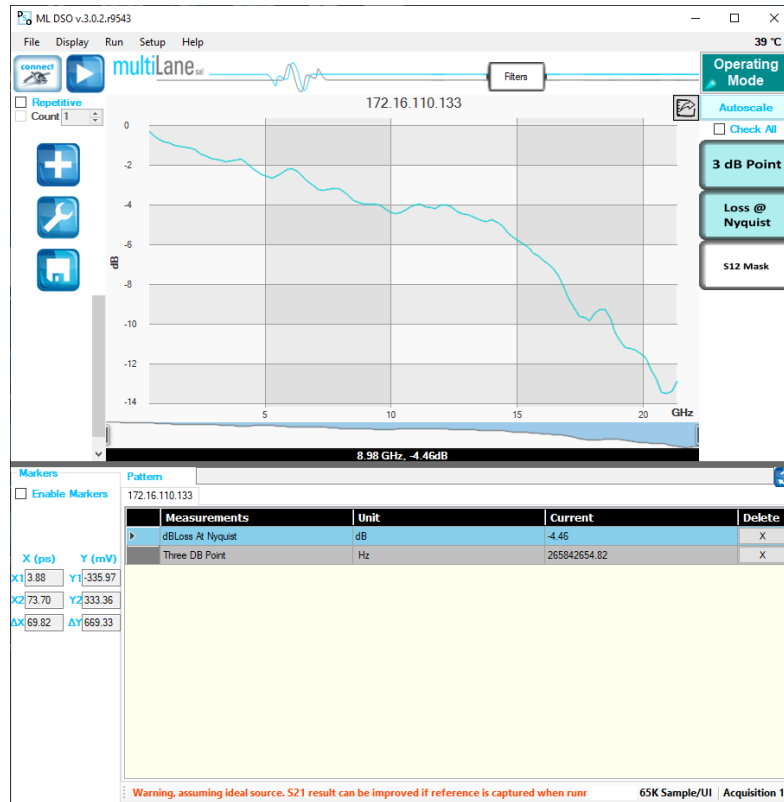 ML DSO v.3.0.2.r9543
File Display Run Setup Help 39 °C
connect
multiLane sal
Filters
Operating Mode
Repetitive
Count 1
172.16.110.133
Autoscale
Check All
3 dB Point
Loss @ Nyquist
S12 Mask
0
-2
-4
-6
-8
-10
-12
-14
dB
5 10 15 20 GHz
8.98 GHz, -4.46dB
Markers
Enable Markers
X (ps) Y (mV)
X1 3.88 Y1 -335.97
X2 73.70 Y2 333.36
ΔX 69.82 ΔY 669.33
Pattern
172.16.110.133
Measurements Unit Current Delete
dBLoss At Nyquist dB -4.46 X
Three DB Point Hz 265842654.82 X
Warning, assuming ideal source. S21 result can be improved if reference is captured when runr
65K Sample/UI Acquisition 1